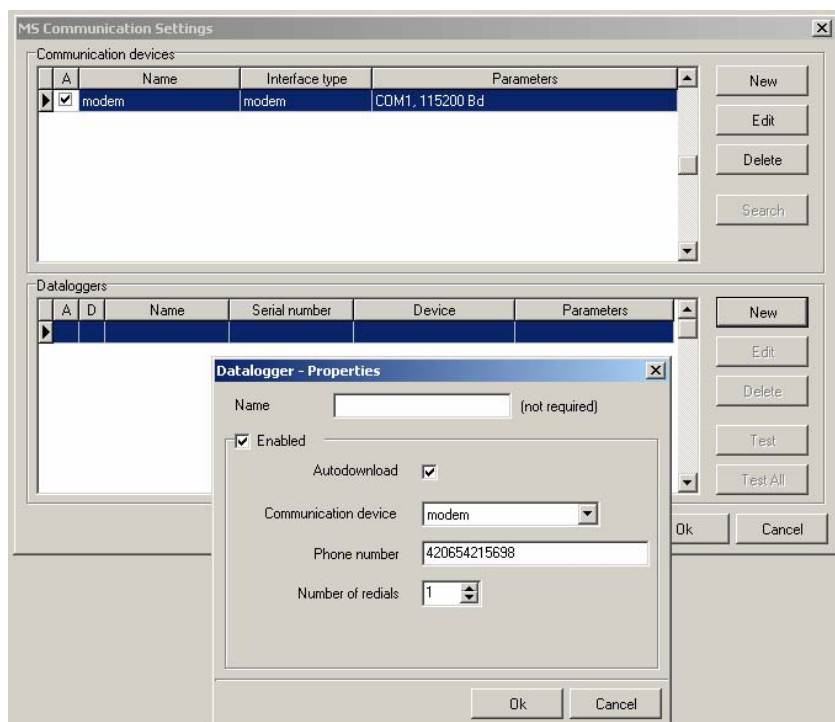 MS Communication Settings
Communication devices
A Name Interface type Parameters
modem modem COM1, 115200 Bd
New
Edit
Delete
Search
Dataloggers
A D Name Serial number Device Parameters
New
Edit
Delete
Test
Test All
Ok Cancel
Datalogger - Properties
Name (not required)
Enabled
Autodownload
Communication device modem
Phone number 420654215698
Number of redials 1
Ok Cancel